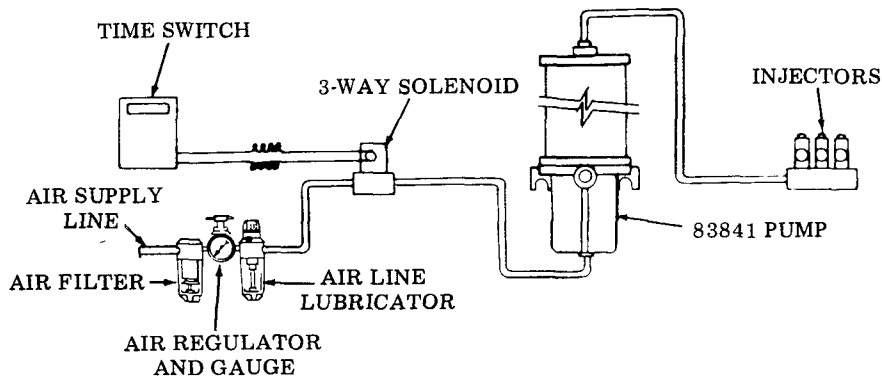 TIME SWITCH
3-WAY SOLENOID
INJECTORS
AIR SUPPLY
LINE
83841 PUMP
AIR FILTER
AIR LINE
LUBRICATOR
AIR REGULATOR
AND GAUGE